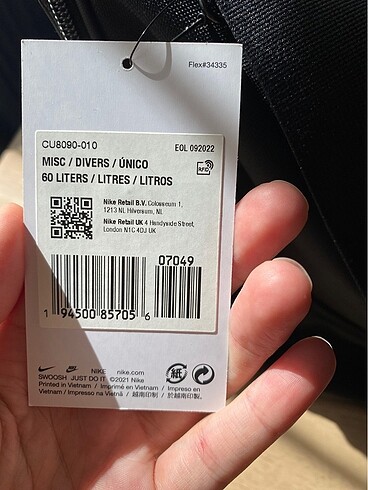 Flex#34335
CU8090-010
EOL 092022
MISC / DIVERS / ÚNICO
60 LITERS / LITRES / LITROS
RFID
Nike Retail B.V. Colosseum 1,
1213 NL Hilversum, NL
Nike Retail UK 4 Handyside Street,
London N1C 4DJ UK
07049
1 94500 85705 6
NIKE nike.com
紙
SWOOSH JUST DO IT ©2021 Nike
Printed in Vietnam / Imprimé en Vietnam / Impreso en
Vietnam / Impresso na Vietnã / 越南印刷 / 於越南印製。